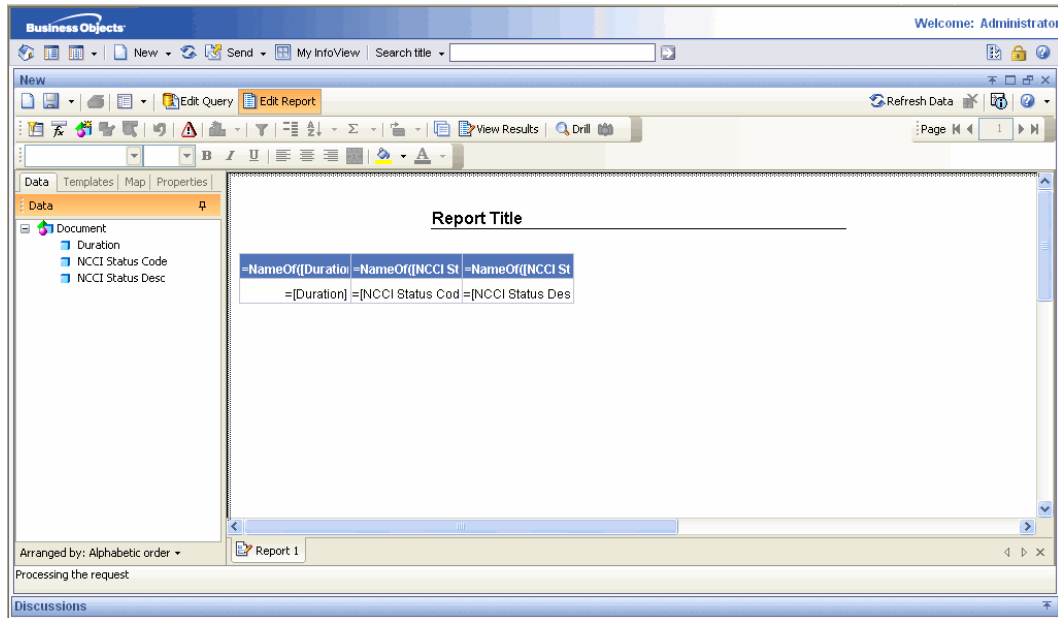 Business Objects
Welcome: Administrator
New Send My InfoView Search title
New
Edit Query Edit Report Refresh Data
View Results Drill Page 1
B I U A
Data Templates Map Properties
Data
Report Title
Document
Duration
NCCI Status Code
NCCI Status Desc
=NameOf([Duration =NameOf([NCCI St =NameOf([NCCI St
=[Duration] =[NCCI Status Cod =[NCCI Status Des
Arranged by: Alphabetic order
Report 1
Processing the request
Discussions